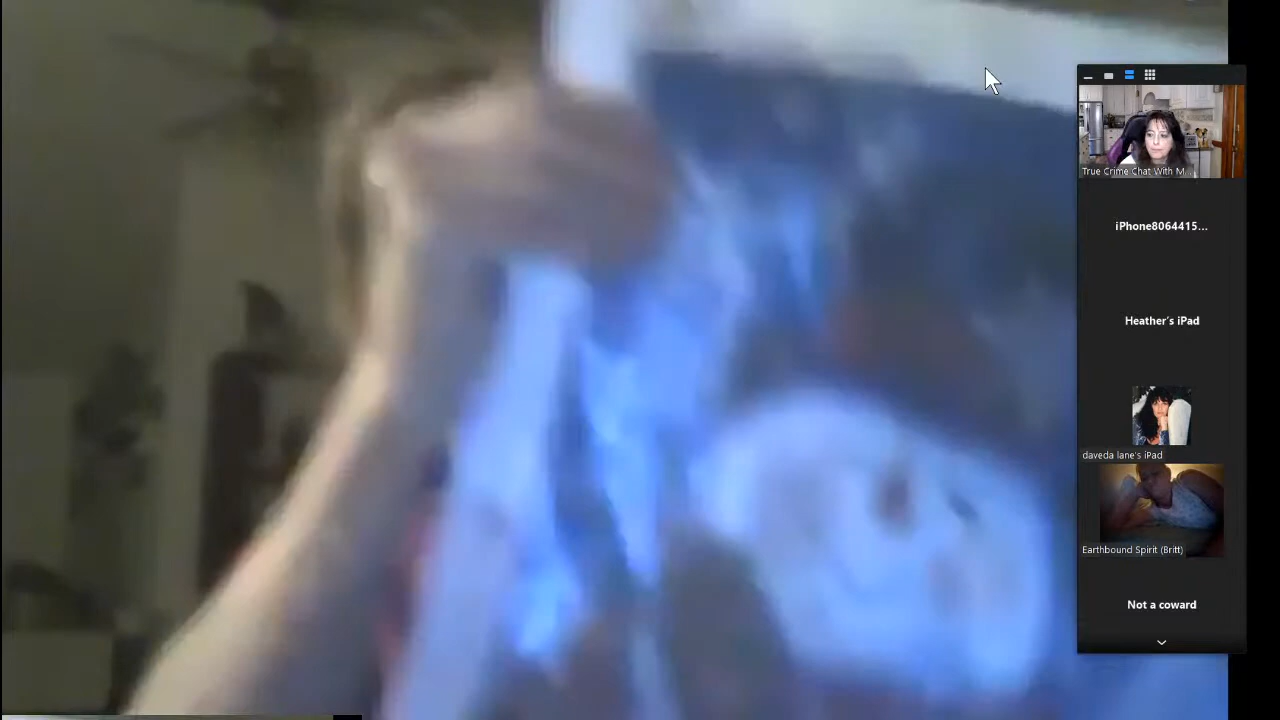 True Crime Chat With M...
iPhone8064415...
Heather's iPad
daveda lane's iPad
Earthbound Spirit (Britt)
Not a coward